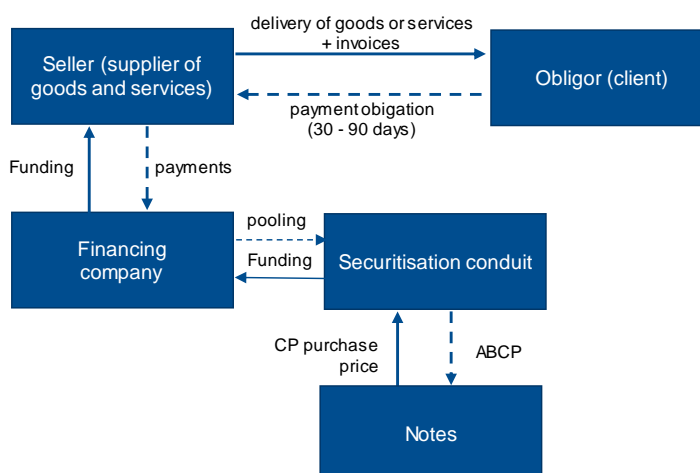 delivery of goods or services
+ invoices
Seller (supplier of
goods and services)
Obligor (client)
payment obigation
(30 - 90 days)
Funding
payments
pooling
Financing
company
Funding
Securitisation conduit
CP purchase
price
ABCP
Notes